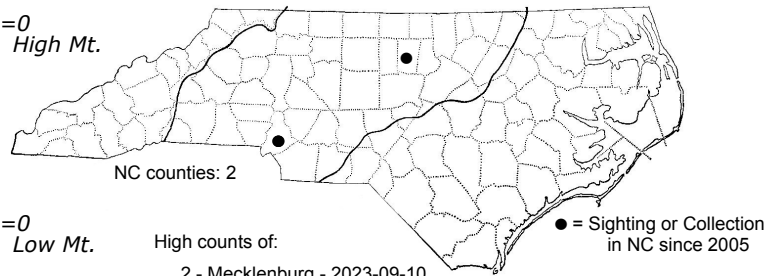 =0
High Mt.
NC counties: 2
=0
Low Mt.
High counts of:
2 - Mecklenburg - 2023-09-10
● = Sighting or Collection
in NC since 2005